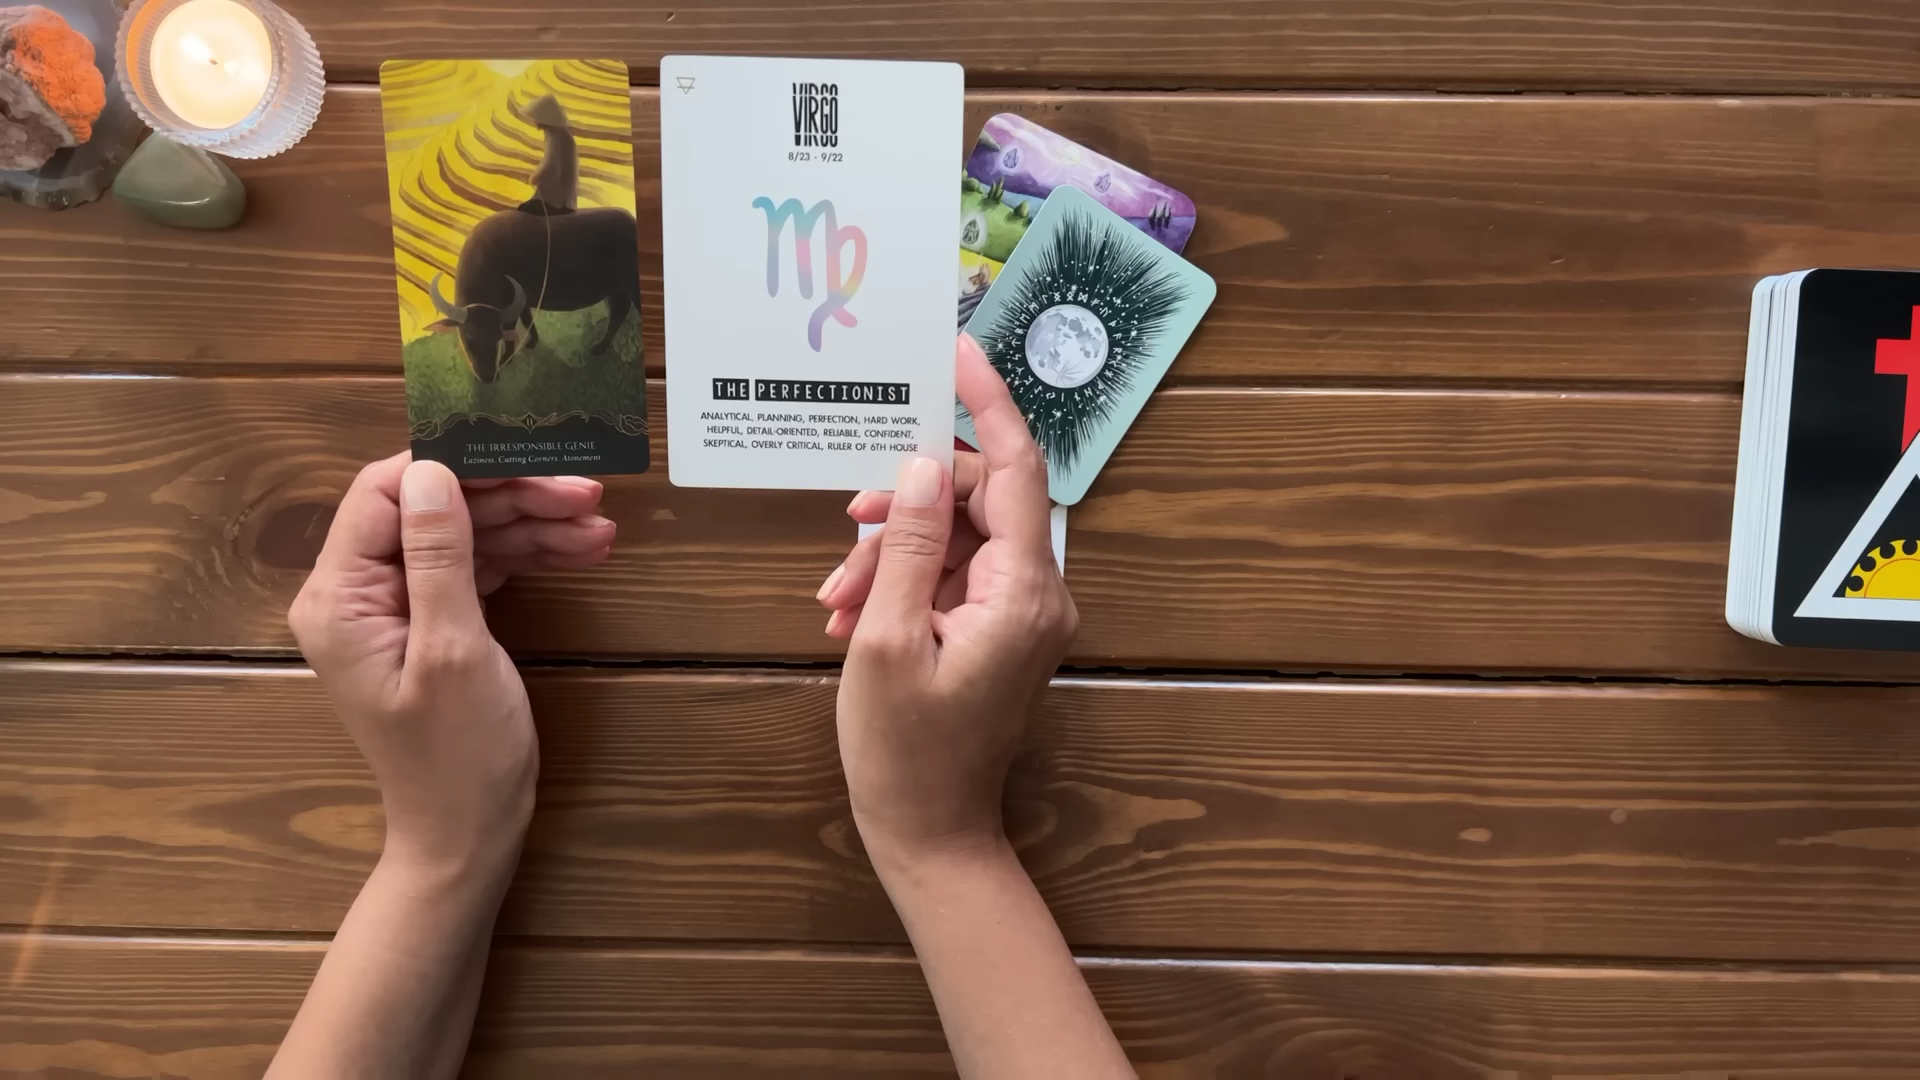 II
THE IRRESPONSIBLE GENIE
Laziness. Cutting Corners. Atonement
VIRGO
8/23 - 9/22
THE PERFECTIONIST
ANALYTICAL, PLANNING, PERFECTION, HARD WORK,
HELPFUL, DETAIL-ORIENTED, RELIABLE, CONFIDENT,
SKEPTICAL, OVERLY CRITICAL, RULER OF 6TH HOUSE